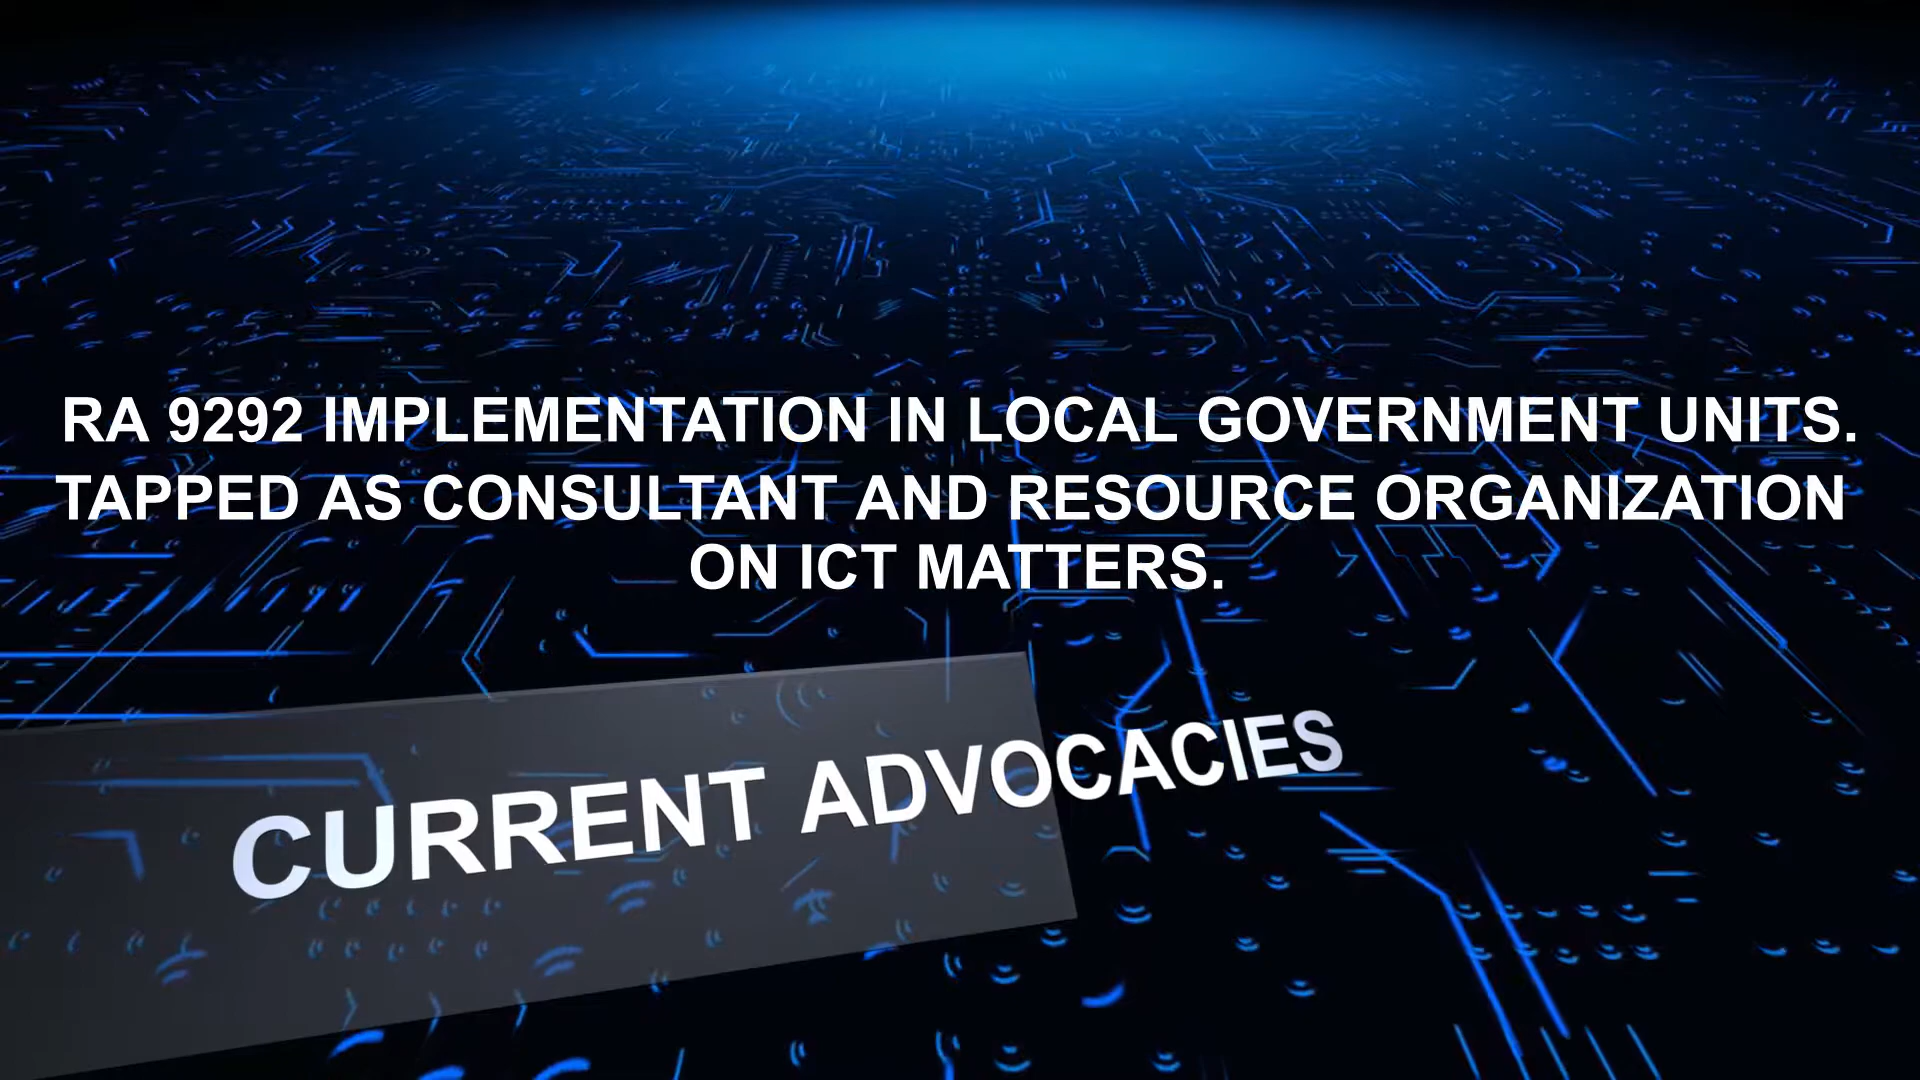 RA 9292 IMPLEMENTATION IN LOCAL GOVERNMENT UNITS.
TAPPED AS CONSULTANT AND RESOURCE ORGANIZATION
ON ICT MATTERS.
CURRENT ADVOCACIES